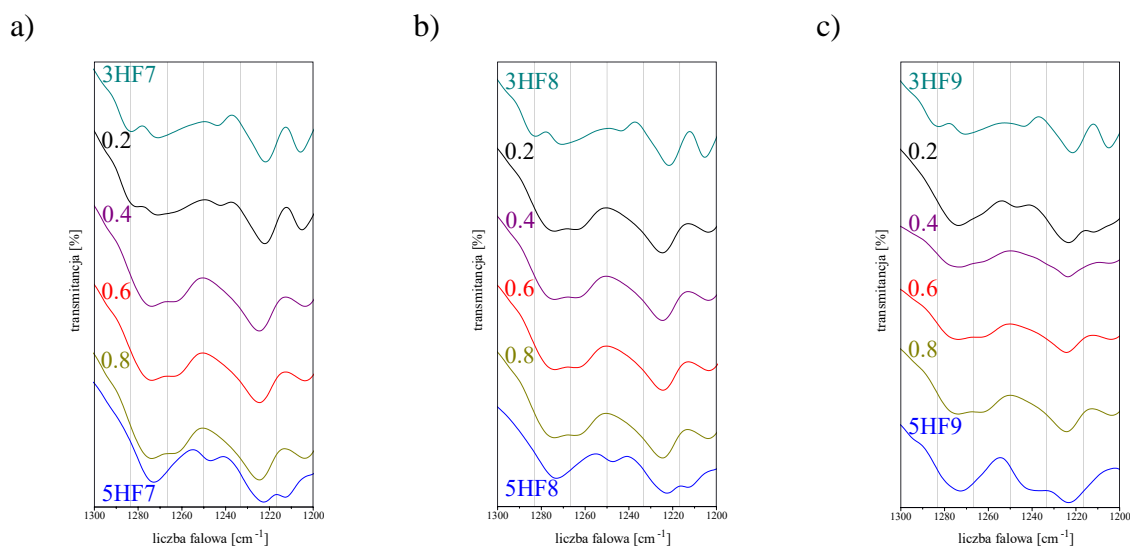 a)
3HF7
0.2
0.4
0.6
0.8
5HF7
transmitancja [%]
1300 1280 1260 1240 1220 1200
liczba falowa [cm⁻¹]
b)
3HF8
0.2
0.4
0.6
0.8
5HF8
transmitancja [%]
1300 1280 1260 1240 1220 1200
liczba falowa [cm⁻¹]
c)
3HF9
0.2
0.4
0.6
0.8
5HF9
transmitancja [%]
1300 1280 1260 1240 1220 1200
liczba falowa [cm⁻¹]